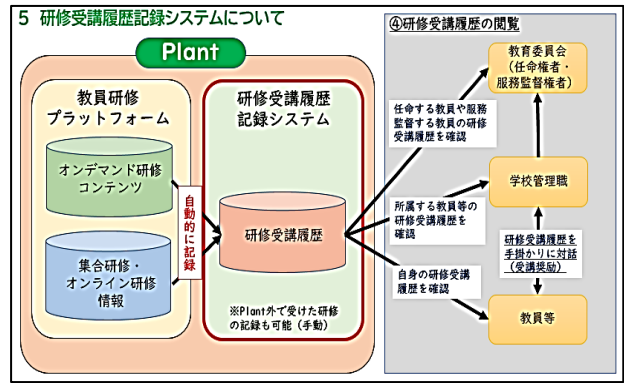 5 研修受講履歴記録システムについて
Plant
教員研修
プラットフォーム
オンデマンド研修
コンテンツ
集合研修・
オンライン研修
情報
自動的に記録
研修受講履歴
記録システム
研修受講履歴
※Plant外で受けた研修
の記録も可能（手動）
④研修受講履歴の閲覧
教育委員会
（任命権者・
服務監督権者）
任命する教員や服務
監督する教員の研修
受講履歴を確認
学校管理職
所属する教員等の
研修受講履歴を
確認
研修受講履歴を
手掛かりに対話
（受講奨励）
自身の研修受講
履歴を確認
教員等